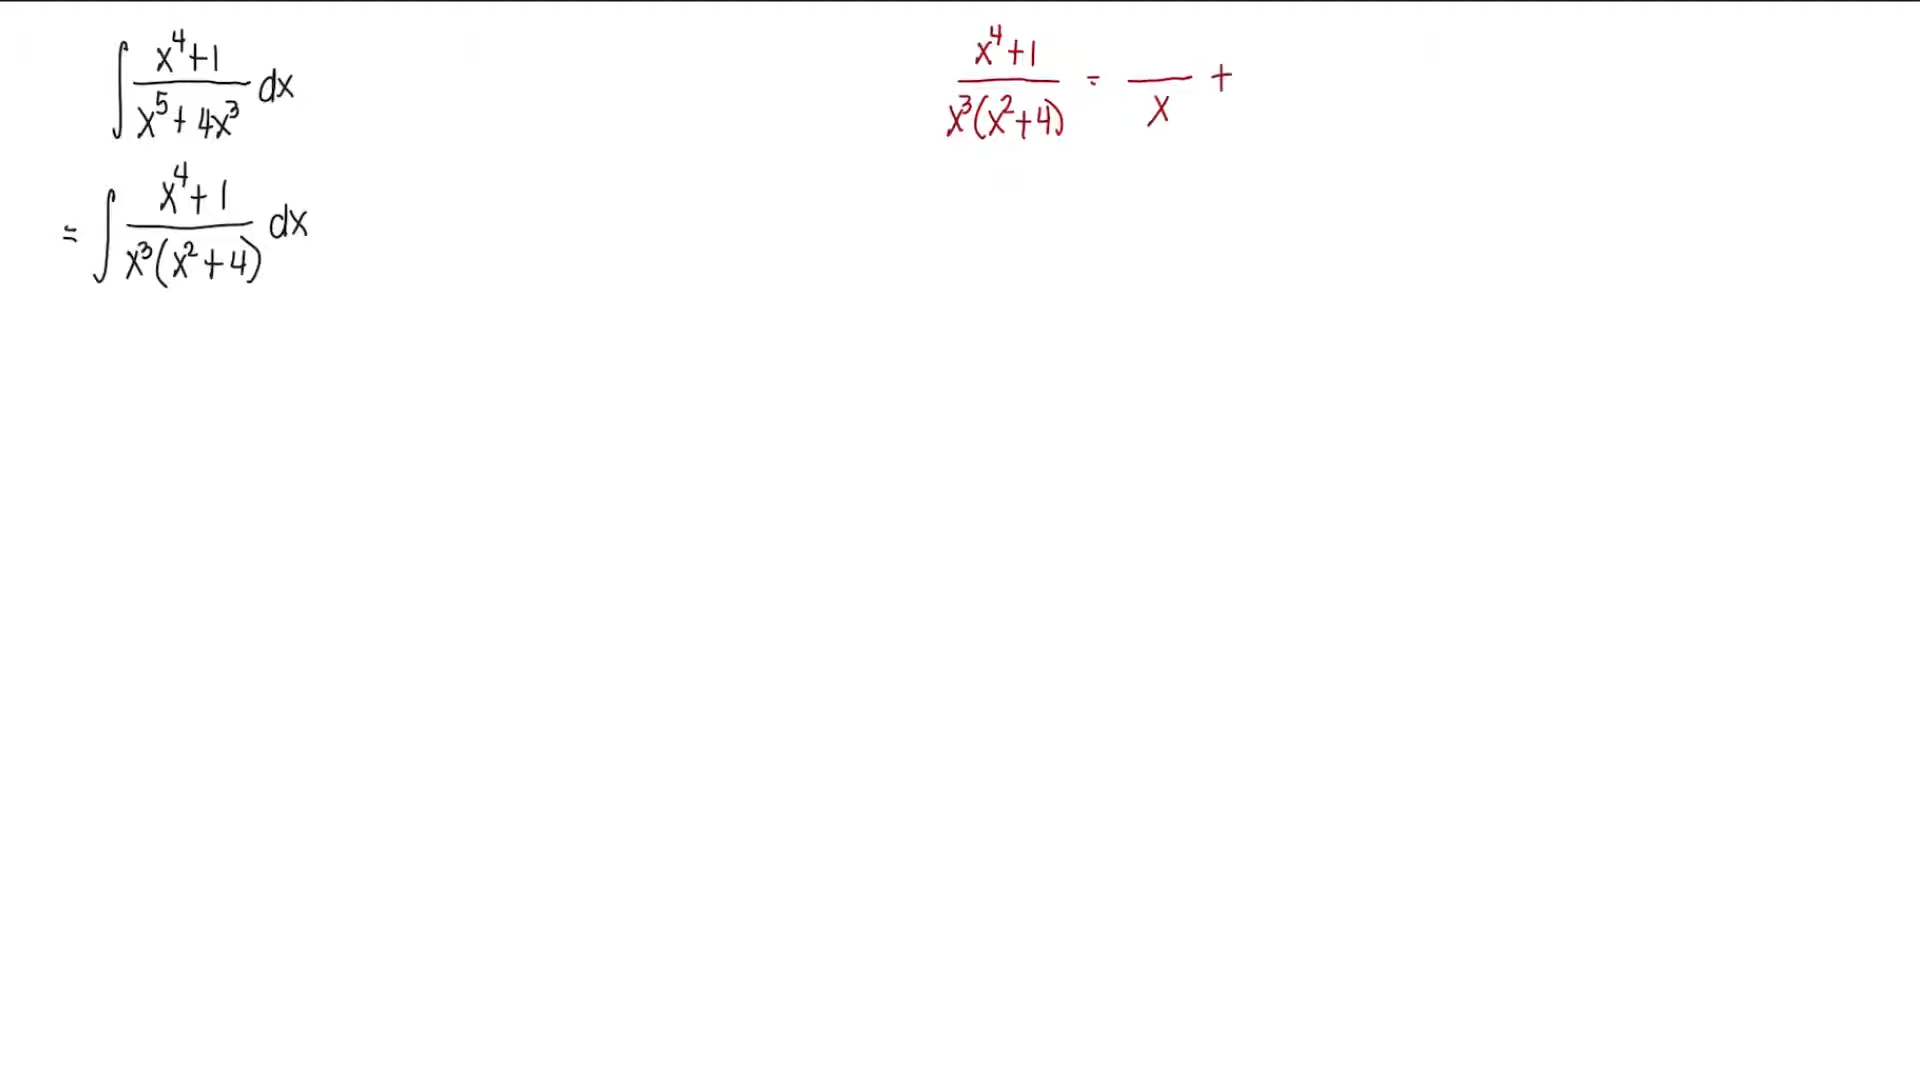 ∫ (x⁴+1)/(x⁵+4x³) dx
= ∫ (x⁴+1)/(x³(x²+4)) dx
(x⁴+1)/(x³(x²+4)) = /x +